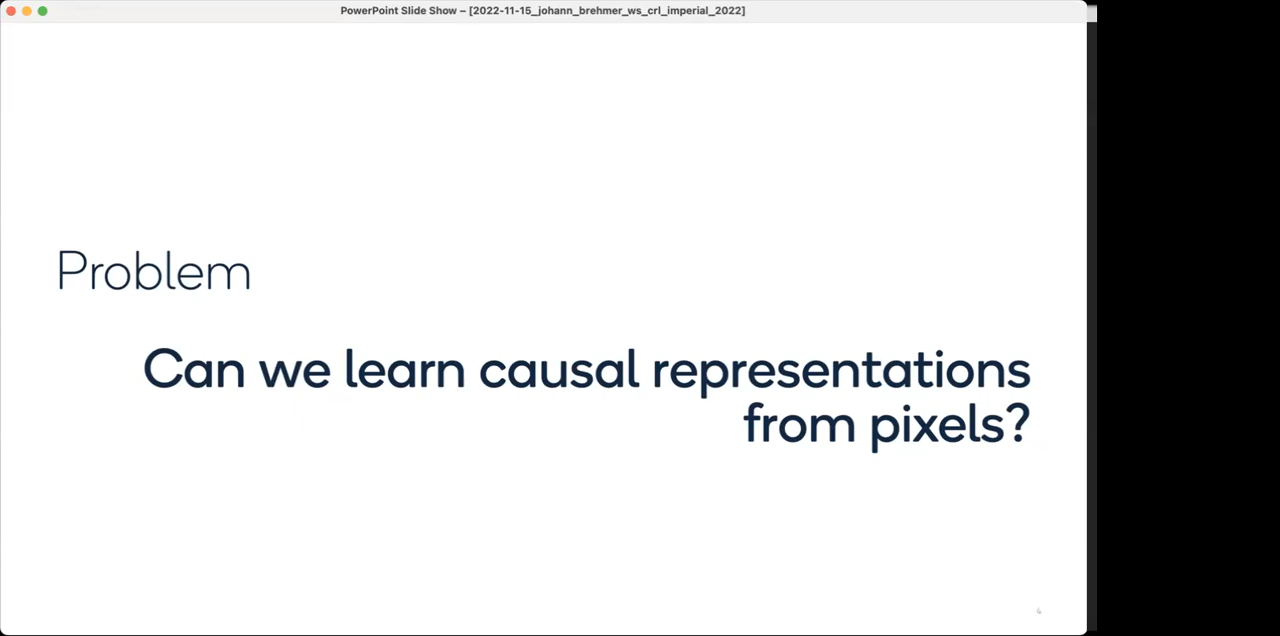 PowerPoint Slide Show – [2022-11-15_johann_brehmer_ws_crl_imperial_2022]
Problem
Can we learn causal representations
from pixels?